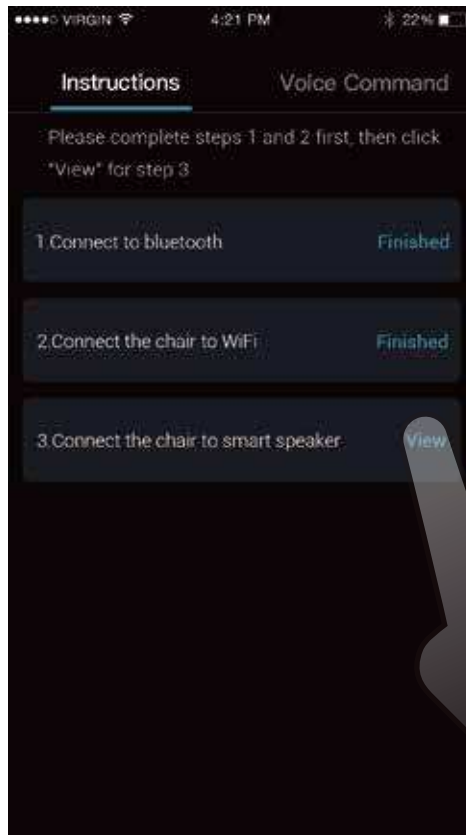 VIRGIN 4:21 PM 22%
Instructions Voice Command
Please complete steps 1 and 2 first, then click
"View" for step 3
1.Connect to bluetooth Finished
2.Connect the chair to WiFi Finished
3.Connect the chair to smart speaker View